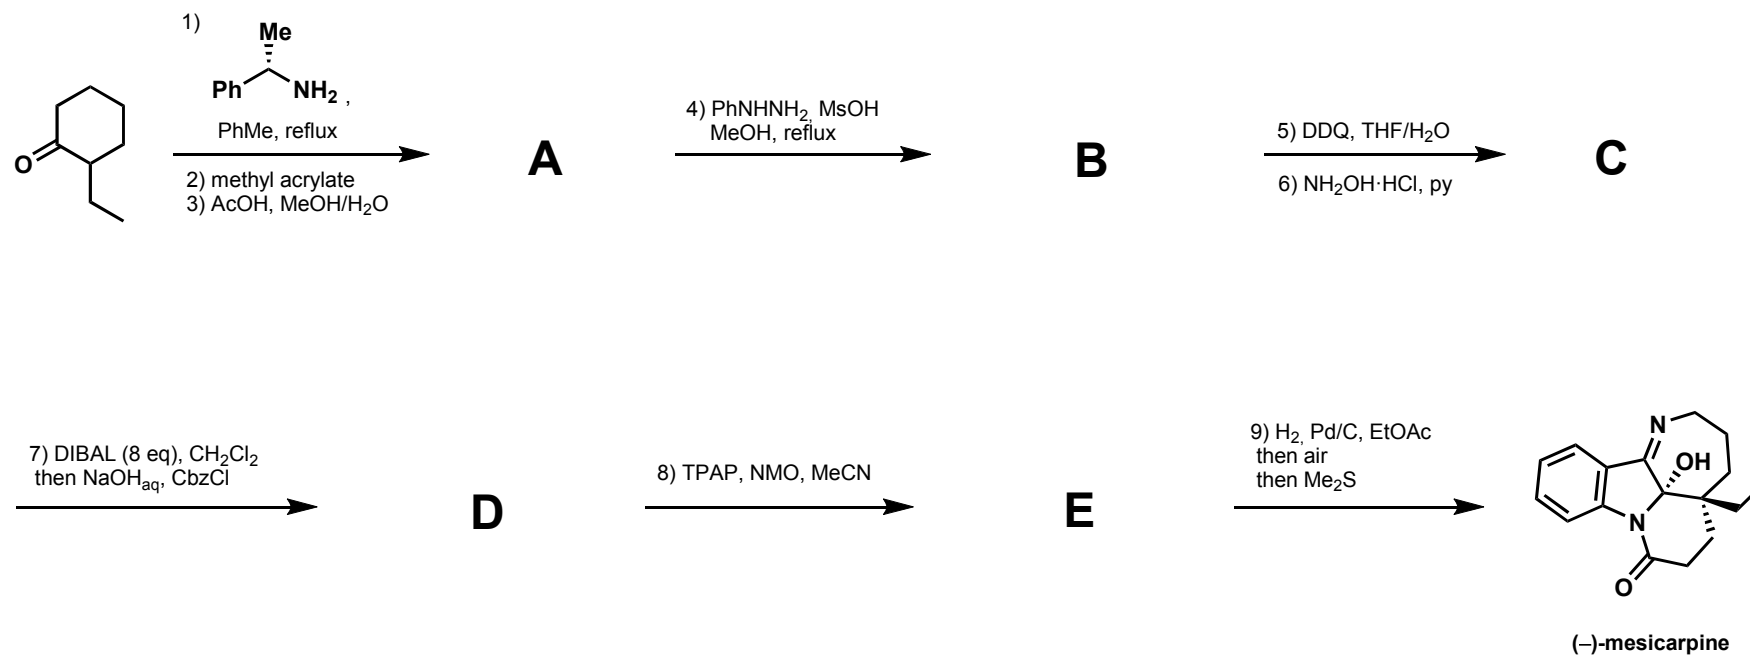 1)
Me
Ph
NH2 ,
O
PhMe, reflux
2) methyl acrylate
3) AcOH, MeOH/H2O
A
4) PhNHNH2, MsOH
MeOH, reflux
B
5) DDQ, THF/H2O
6) NH2OH·HCl, py
C
7) DIBAL (8 eq), CH2Cl2
then NaOHaq, CbzCl
D
8) TPAP, NMO, MeCN
E
9) H2, Pd/C, EtOAc
then air
then Me2S
N
OH
N
O
(–)-mesicarpine